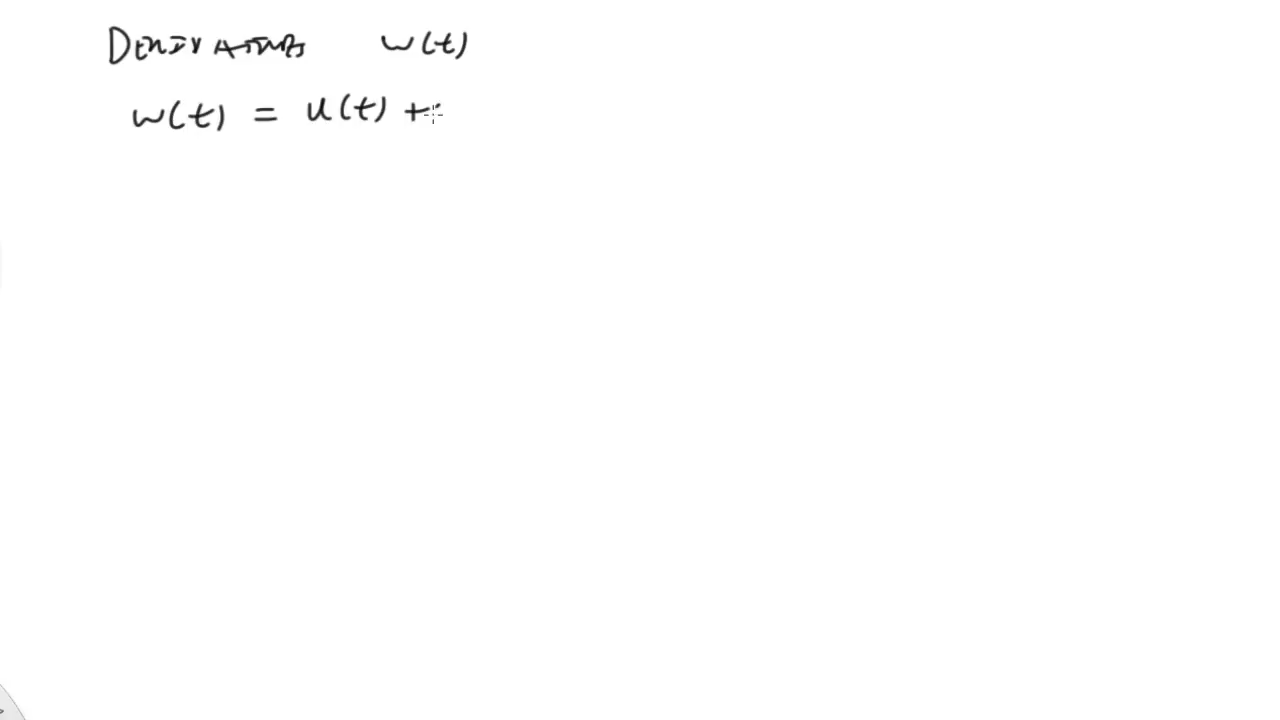 DERIVATIVES w(t)
w(t) = u(t) +